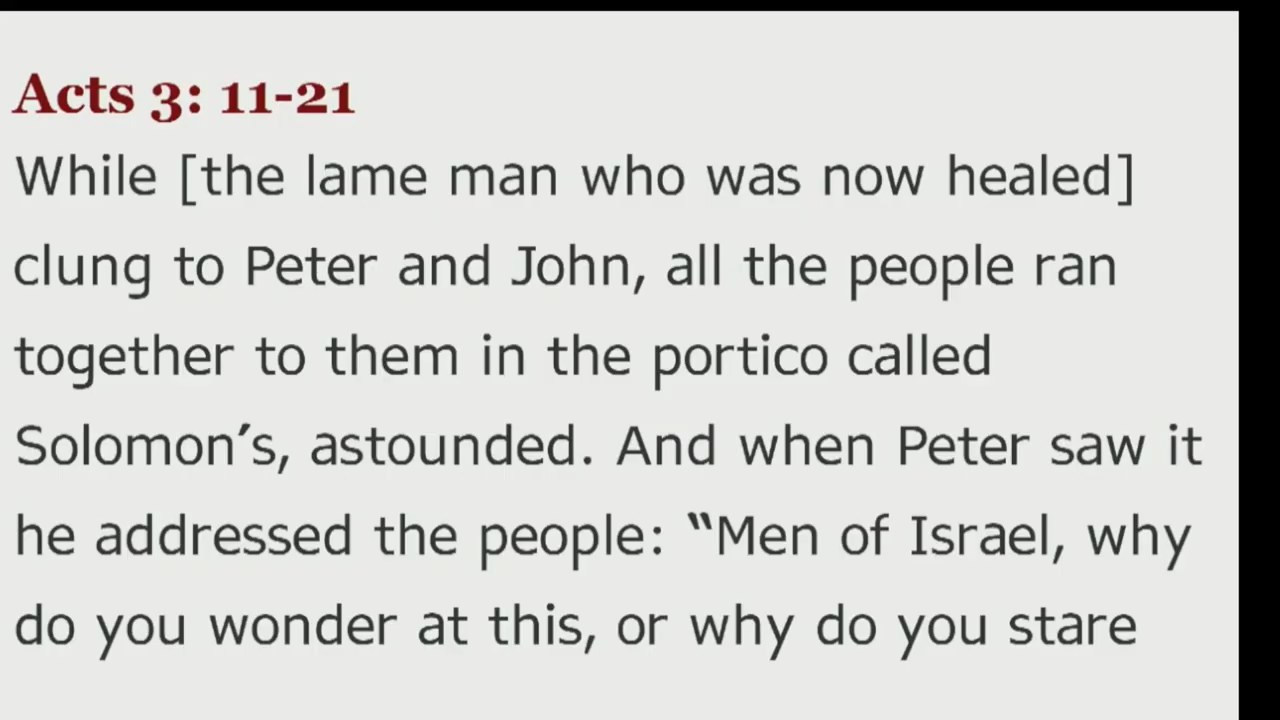 Acts 3: 11-21
While [the lame man who was now healed]
clung to Peter and John, all the people ran
together to them in the portico called
Solomon′s, astounded. And when Peter saw it
he addressed the people: “Men of Israel, why
do you wonder at this, or why do you stare